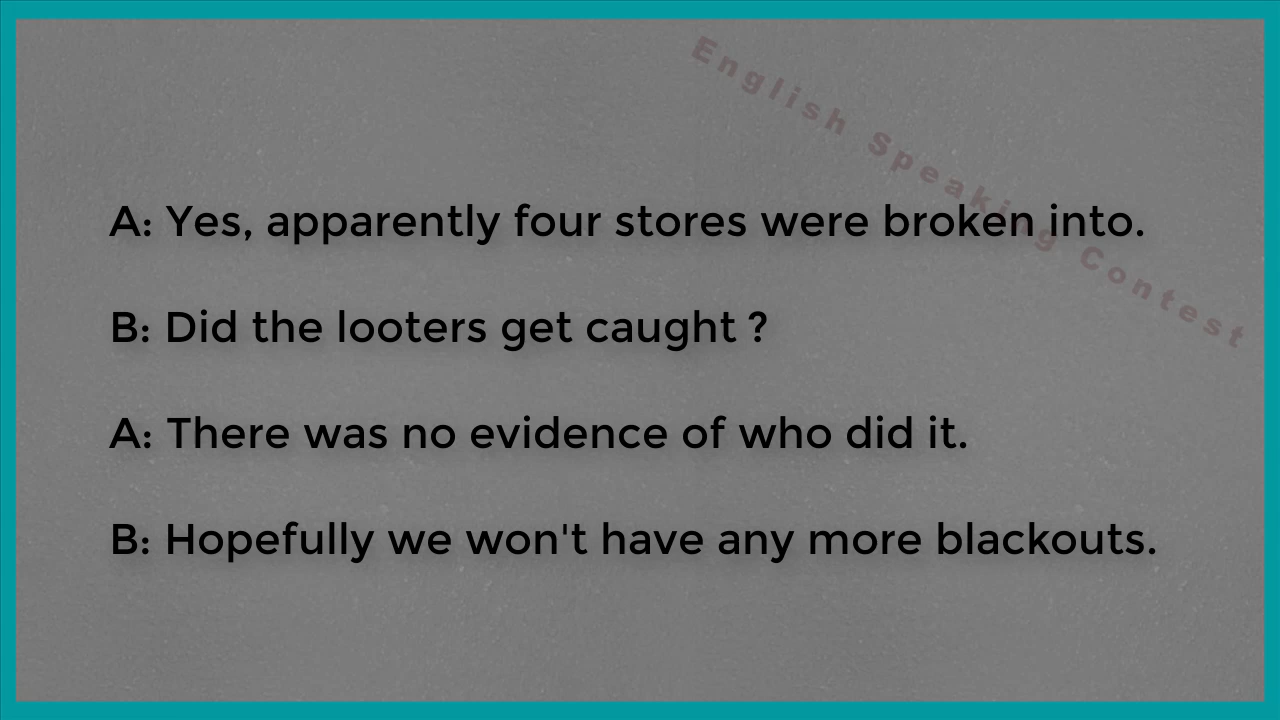 English Speaking Contest
A: Yes, apparently four stores were broken into.
B: Did the looters get caught ?
A: There was no evidence of who did it.
B: Hopefully we won't have any more blackouts.